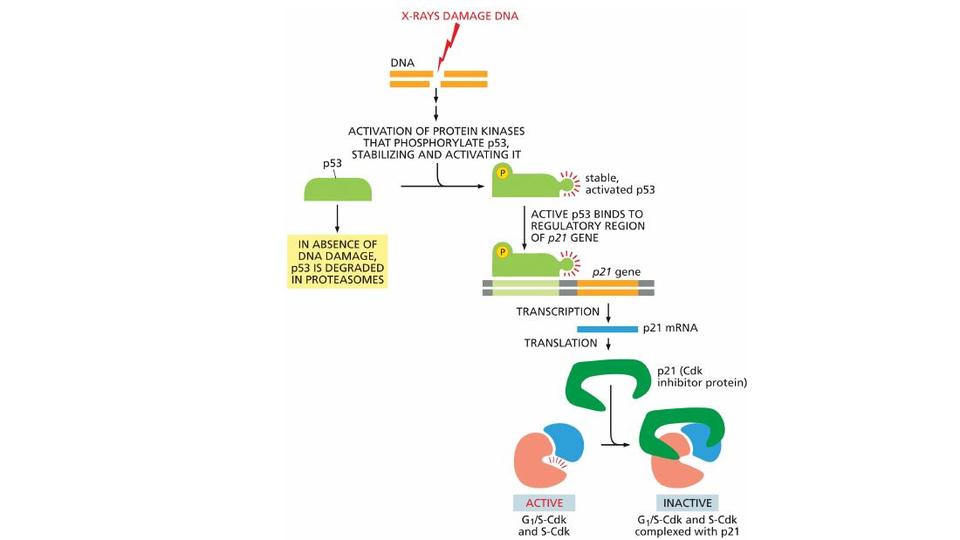 X-RAYS DAMAGE DNA
DNA
ACTIVATION OF PROTEIN KINASES
THAT PHOSPHORYLATE p53,
STABILIZING AND ACTIVATING IT
p53
P
stable,
activated p53
IN ABSENCE OF
DNA DAMAGE,
p53 IS DEGRADED
IN PROTEASOMES
ACTIVE p53 BINDS TO
REGULATORY REGION
OF p21 GENE
P
p21 gene
TRANSCRIPTION
p21 mRNA
TRANSLATION
p21 (Cdk
inhibitor protein)
ACTIVE
G1/S-Cdk
and S-Cdk
INACTIVE
G1/S-Cdk and S-Cdk
complexed with p21